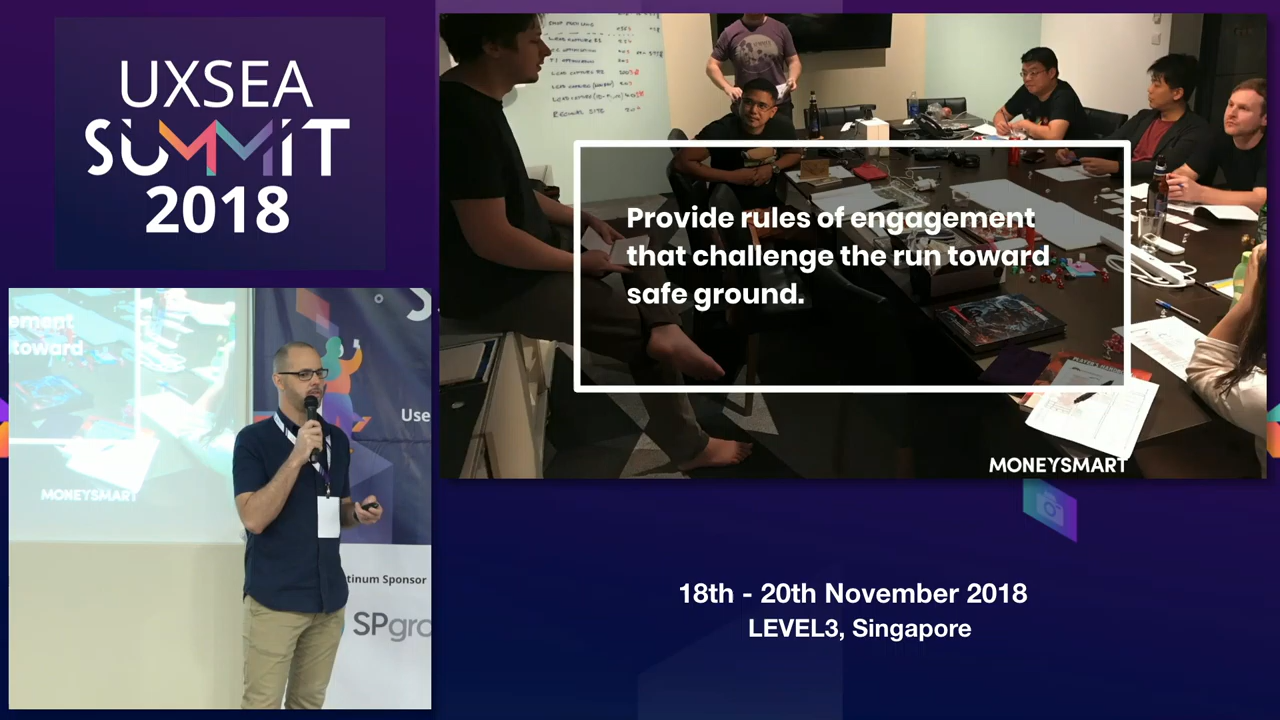 UXSEA
SUMMIT
2018
Provide rules of engagement
that challenge the run toward
safe ground.
MONEYSMART
ement
toward
MONEYSMART
Use
tinum Sponsor
SPgro
18th - 20th November 2018
LEVEL3, Singapore